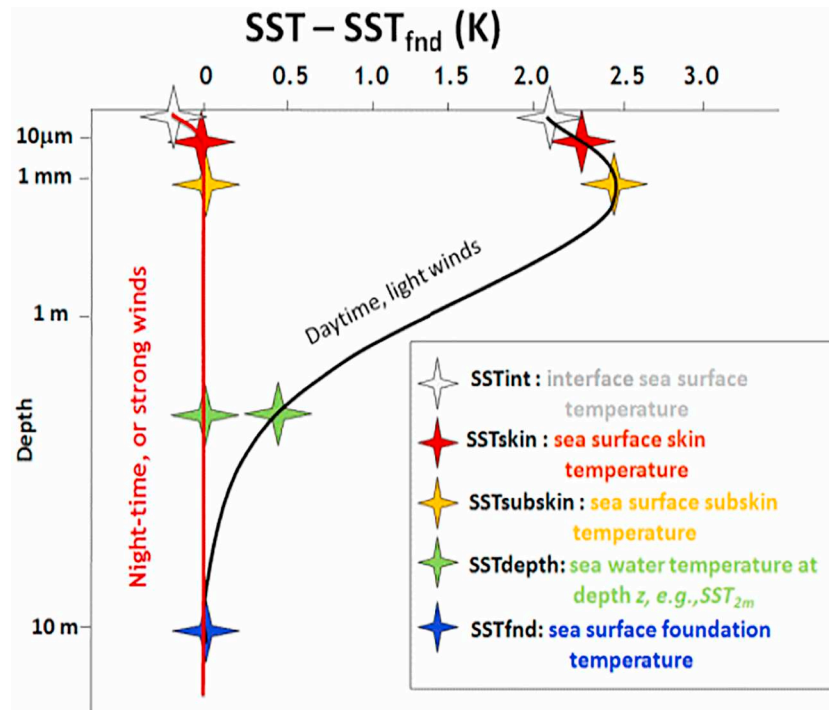 SST – SSTfnd (K)
0 0.5 1.0 1.5 2.0 2.5 3.0
10μm
1 mm
1 m
10 m
Depth
Night-time, or strong winds
Daytime, light winds
SSTint : interface sea surface
temperature
SSTskin : sea surface skin
temperature
SSTsubskin : sea surface subskin
temperature
SSTdepth: sea water temperature at
depth z, e.g.,SST2m
SSTfnd: sea surface foundation
temperature